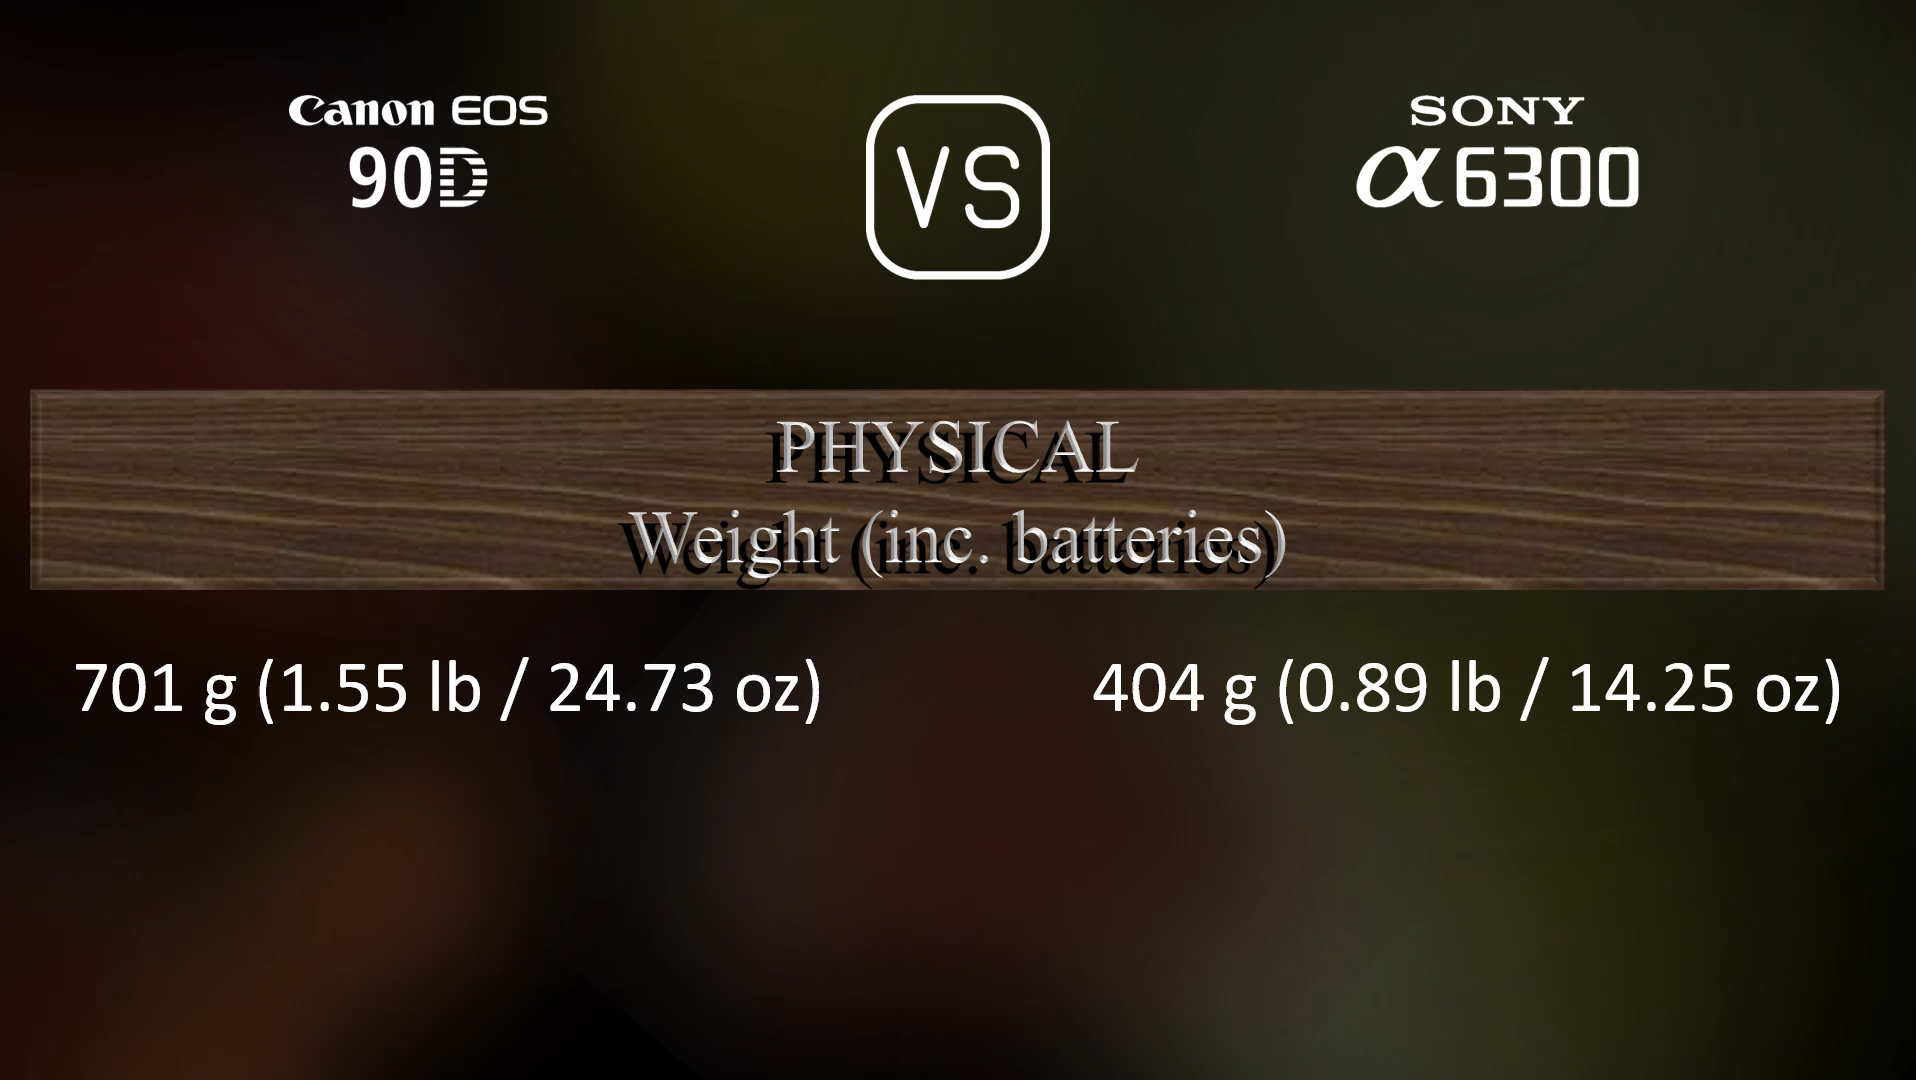 Canon EOS
90D
VS
SONY
α6300
PHYSICAL
Weight (inc. batteries)
701 g (1.55 lb / 24.73 oz)
404 g (0.89 lb / 14.25 oz)